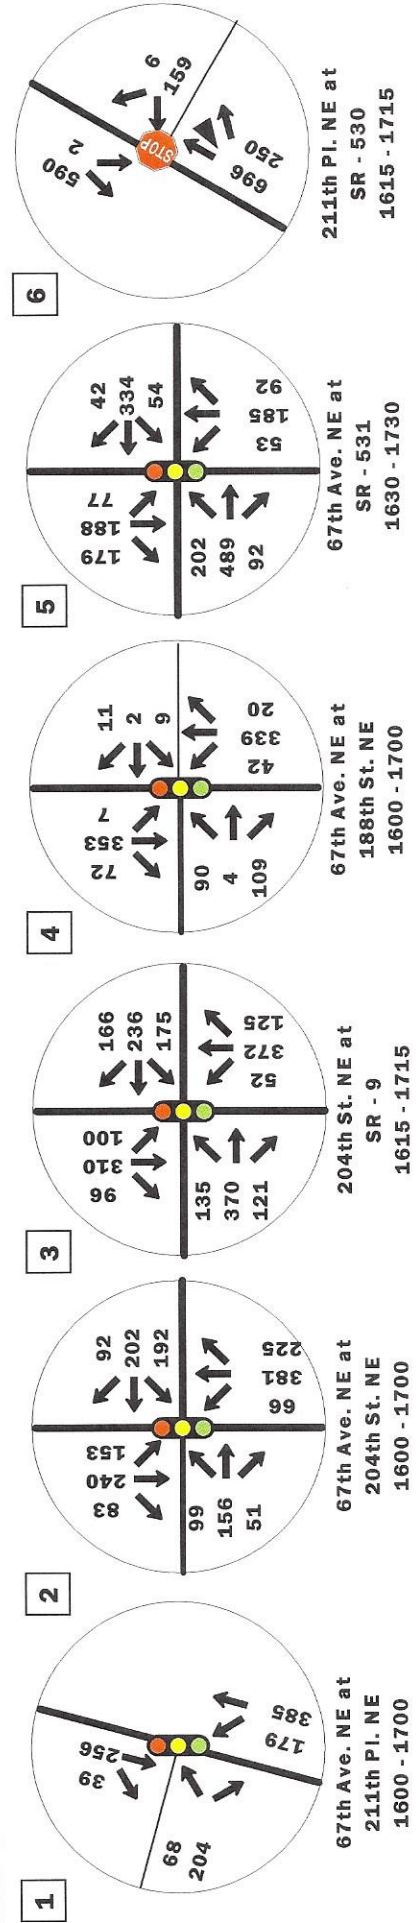 1
39 256
68
204
179 385
67th Ave. NE at
211th Pl. NE
1600 - 1700
2
83 240 153
92
202
192
99
156
51
66 381 225
67th Ave. NE at
204th St. NE
1600 - 1700
3
96 310 100
166
236
175
135
370
121
52 372 125
204th St. NE at
SR - 9
1615 - 1715
4
72 353 7
11
2
9
90
4
109
42 339 20
67th Ave. NE at
188th St. NE
1600 - 1700
5
179 188 77
42
334
54
202
489
92
53 185 92
67th Ave. NE at
SR - 531
1630 - 1730
6
590 2
6
159
STOP
696 250
211th Pl. NE at
SR - 530
1615 - 1715